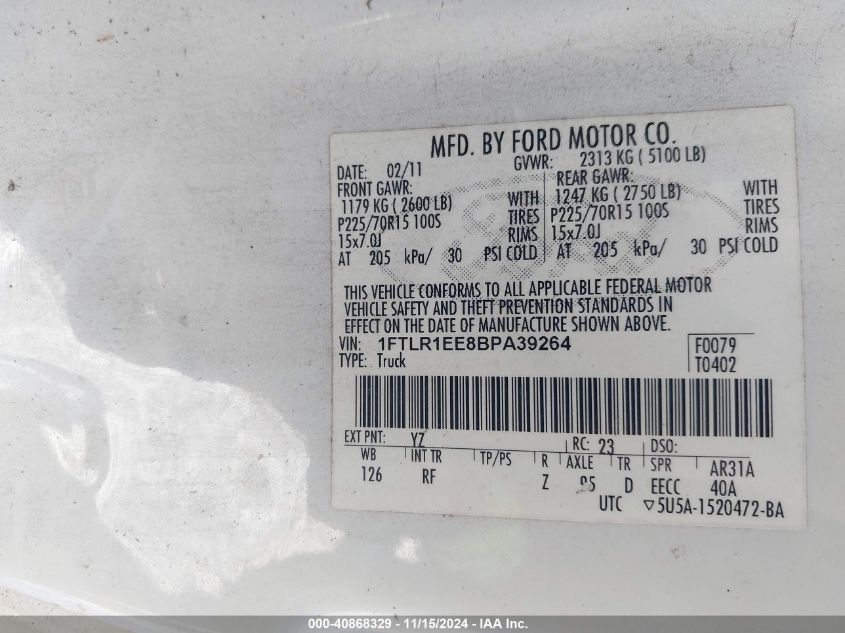 MFD. BY FORD MOTOR CO.
DATE: 02/11 GVWR: 2313 KG ( 5100 LB)
FRONT GAWR: REAR GAWR:
1179 KG ( 2600 LB) WITH 1247 KG ( 2750 LB) WITH
P225/70R15 100S TIRES P225/70R15 100S TIRES
15x7.0J RIMS 15x7.0J RIMS
AT 205 kPa/ 30 PSI COLD AT 205 kPa/ 30 PSI COLD
THIS VEHICLE CONFORMS TO ALL APPLICABLE FEDERAL MOTOR
VEHICLE SAFETY AND THEFT PREVENTION STANDARDS IN
EFFECT ON THE DATE OF MANUFACTURE SHOWN ABOVE.
VIN: 1FTLR1EE8BPA39264 F0079
TYPE: Truck T0402
EXT PNT: YZ RC: 23 DSO:
WB INT TR TP/PS R AXLE TR SPR AR31A
126 RF Z 95 D EECC 40A
UTC ▽5U5A-1520472-BA
000-40868329 - 11/15/2024 - IAA, Inc.